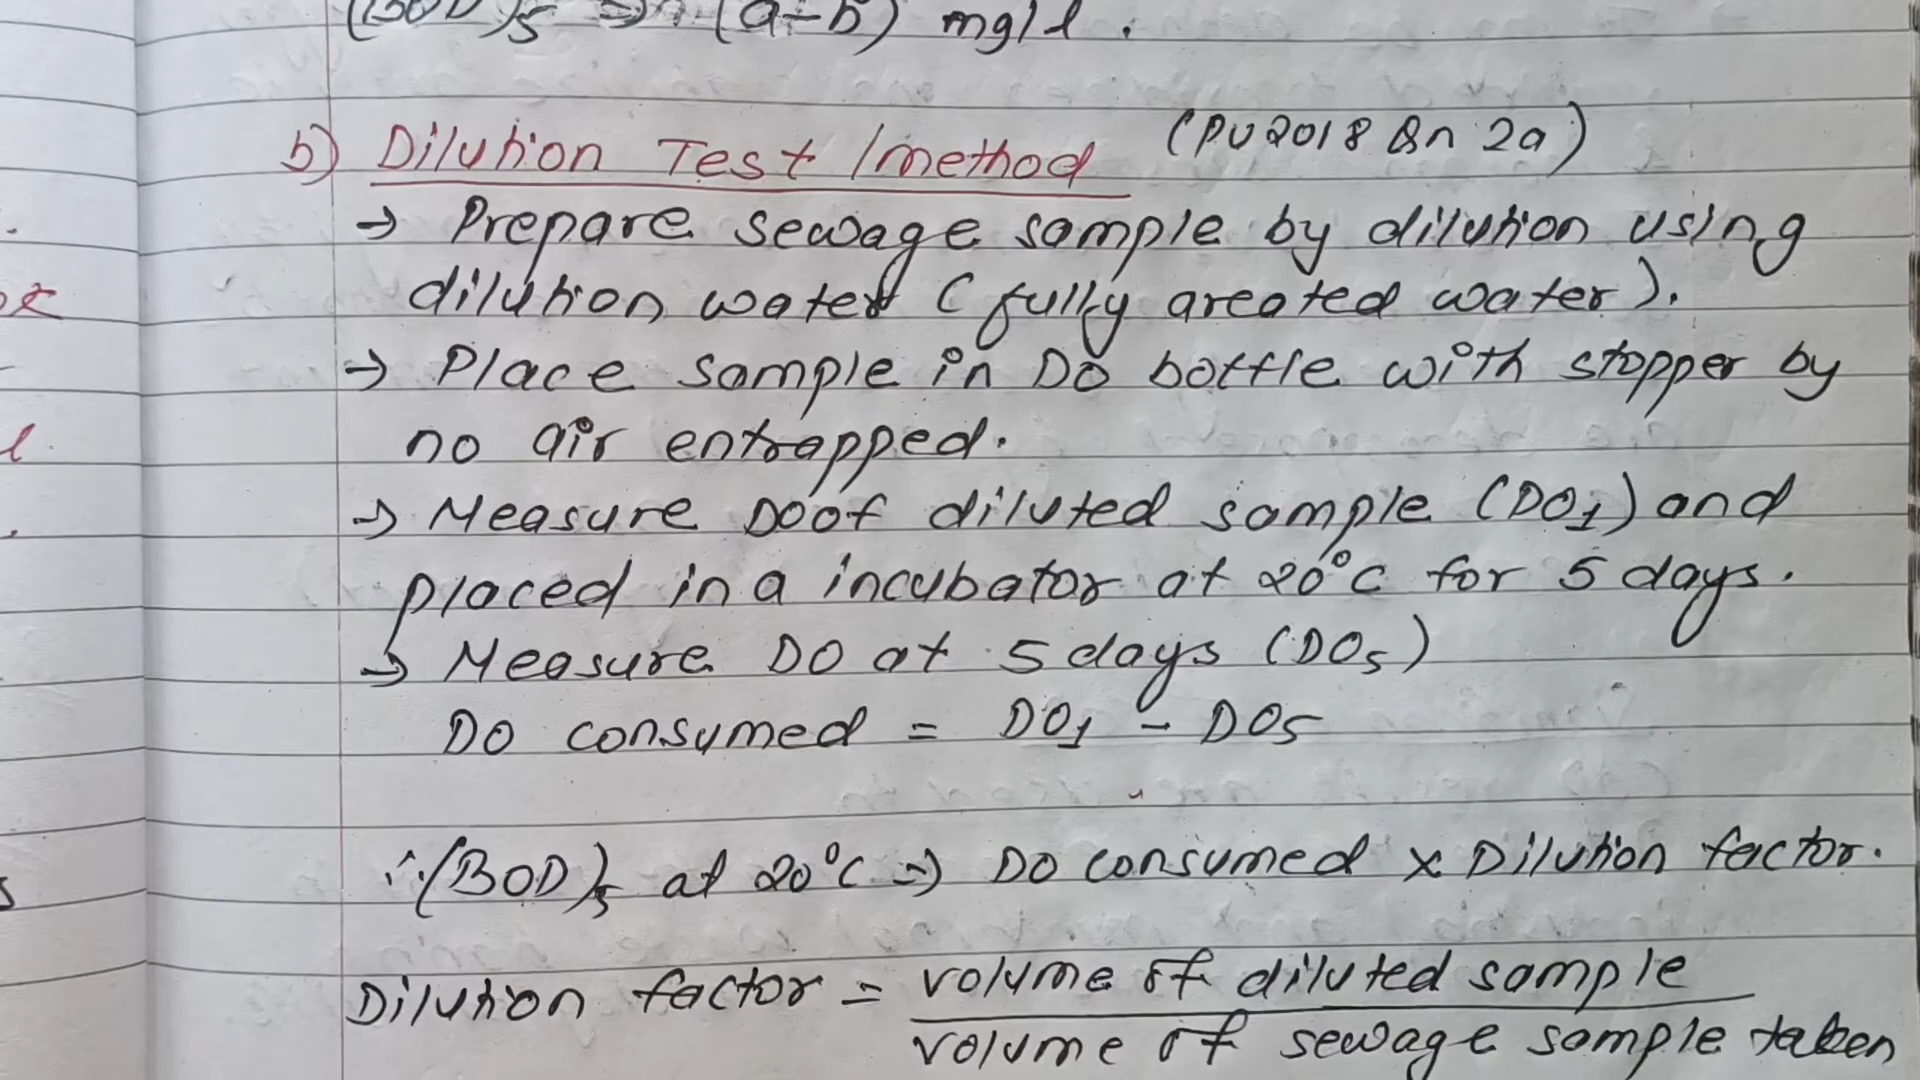 (BOD)5 => (a-b) mg/l.
b) Dilution Test /method (PU 2018 Qn 2a)
→ Prepare sewage sample by dilution using
dilution water (fully areated water).
→ Place sample in DO bottle with stopper by
no air entrapped.
→ Measure DO of diluted sample (DO1) and
placed in a incubator at 20°C for 5 days.
→ Measure DO at 5 days (DO5)
DO consumed = DO1 - DO5
∴ (BOD)5 at 20°C => DO consumed x Dilution factor.
Dilution factor = volume of diluted sample
volume of sewage sample taken